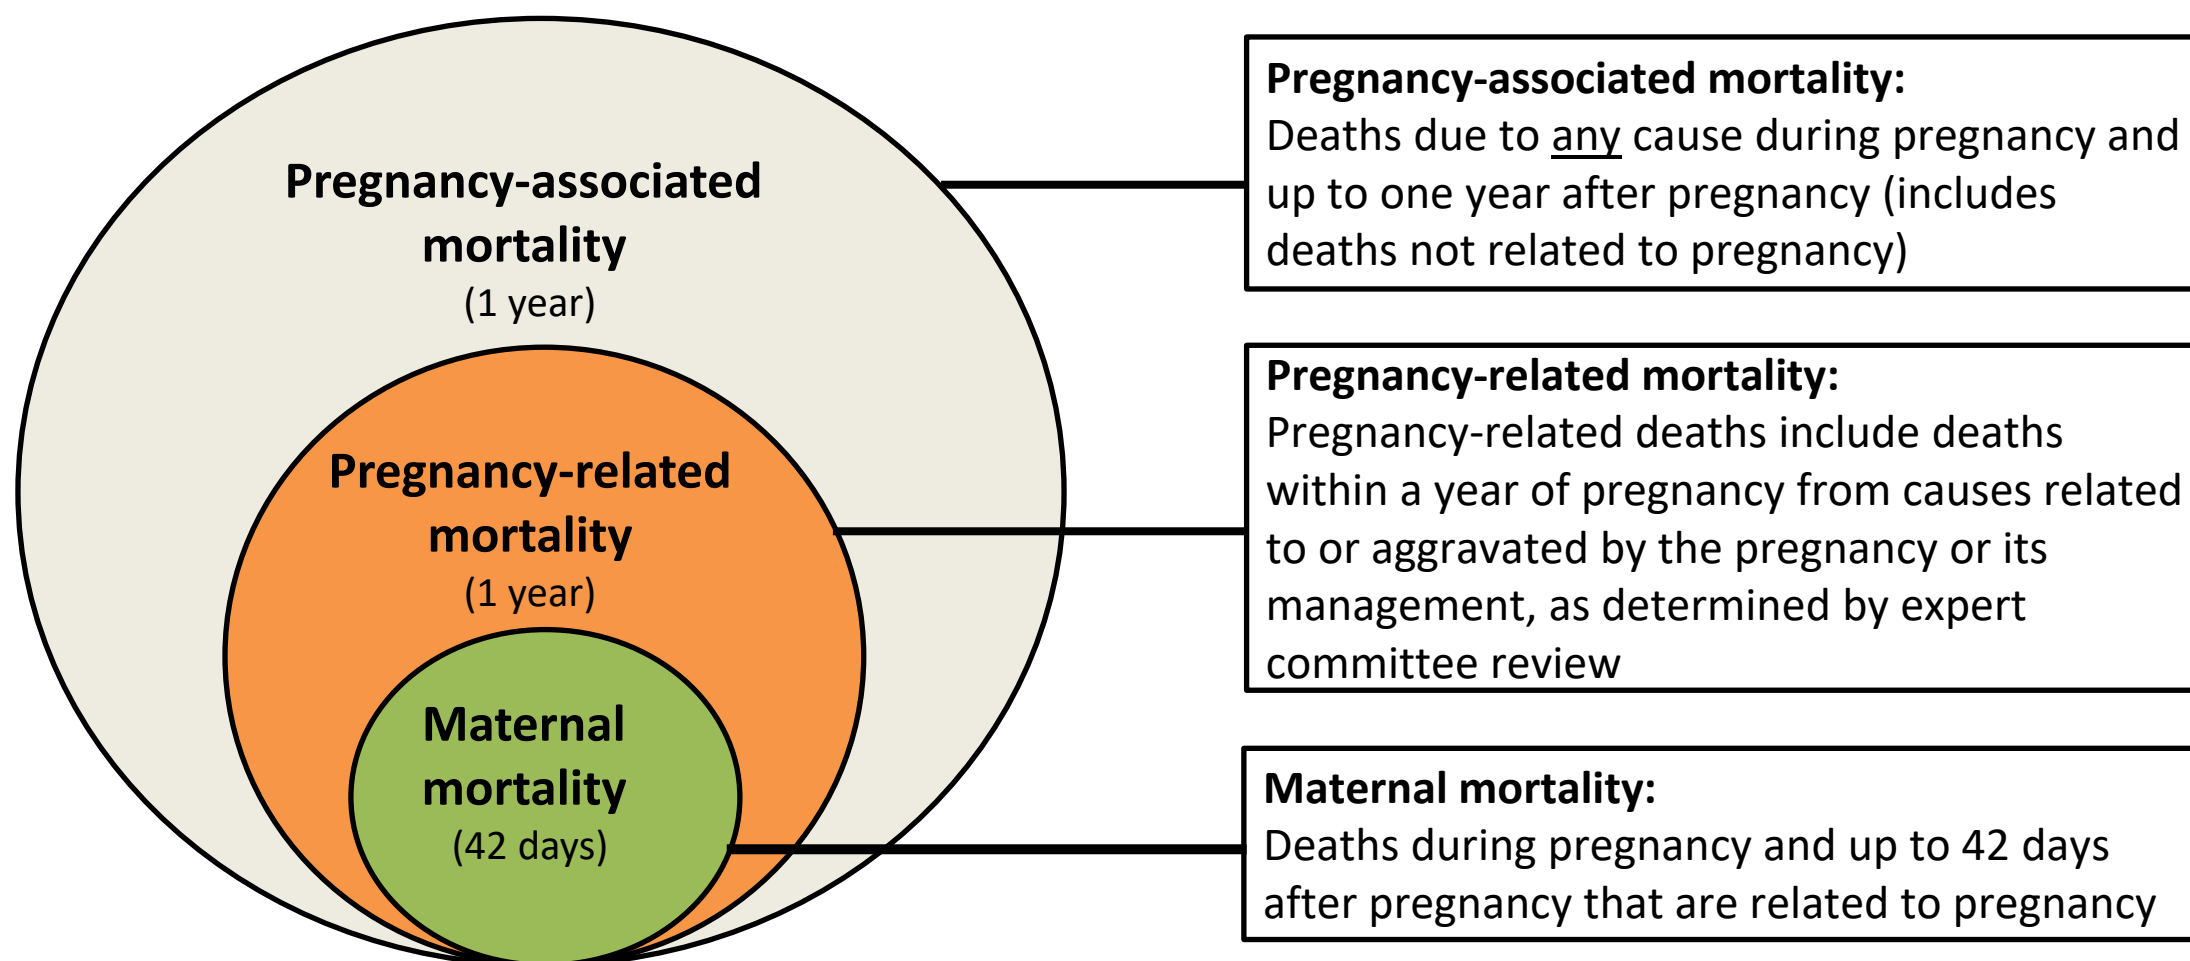 Pregnancy-associated
mortality
(1 year)
Pregnancy-related
mortality
(1 year)
Maternal
mortality
(42 days)
Pregnancy-associated mortality:
Deaths due to any cause during pregnancy and
up to one year after pregnancy (includes
deaths not related to pregnancy)
Pregnancy-related mortality:
Pregnancy-related deaths include deaths
within a year of pregnancy from causes related
to or aggravated by the pregnancy or its
management, as determined by expert
committee review
Maternal mortality:
Deaths during pregnancy and up to 42 days
after pregnancy that are related to pregnancy